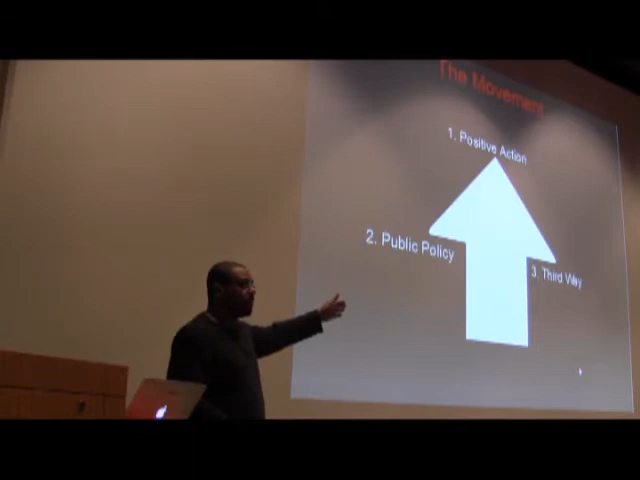 The Movement
1. Positive Action
2. Public Policy
3. Third Way